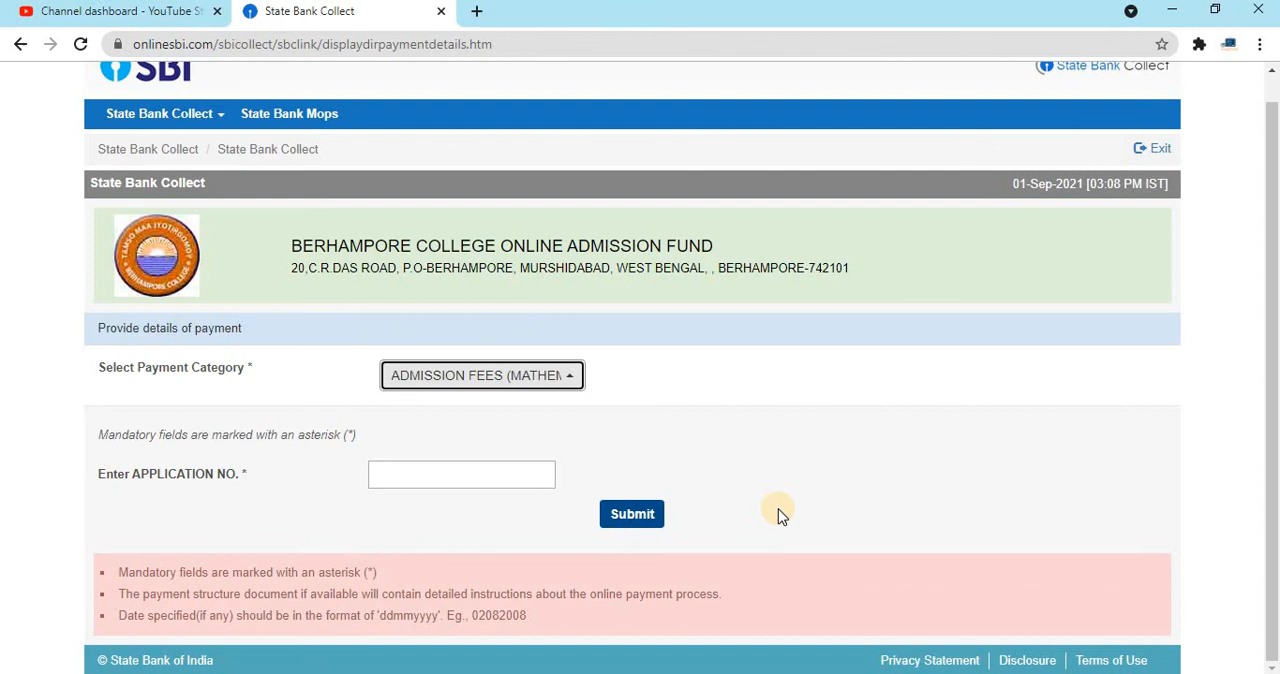 Channel dashboard - YouTube St
State Bank Collect
onlinesbi.com/sbicollect/sbclink/displaydirpaymentdetails.htm
SBI
State Bank Collect
State Bank Collect
State Bank Mops
State Bank Collect / State Bank Collect
Exit
State Bank Collect
01-Sep-2021 [03:08 PM IST]
TAMSO MAA JYOTIRGOMOY
BERHAMPORE COLLEGE
BERHAMPORE COLLEGE ONLINE ADMISSION FUND
20,C.R.DAS ROAD, P.O-BERHAMPORE, MURSHIDABAD, WEST BENGAL, , BERHAMPORE-742101
Provide details of payment
Select Payment Category *
ADMISSION FEES (MATHEM
Mandatory fields are marked with an asterisk (*)
Enter APPLICATION NO. *
Submit
Mandatory fields are marked with an asterisk (*)
The payment structure document if available will contain detailed instructions about the online payment process.
Date specified(if any) should be in the format of 'ddmmyyyy'. Eg., 02082008
© State Bank of India
Privacy Statement | Disclosure | Terms of Use